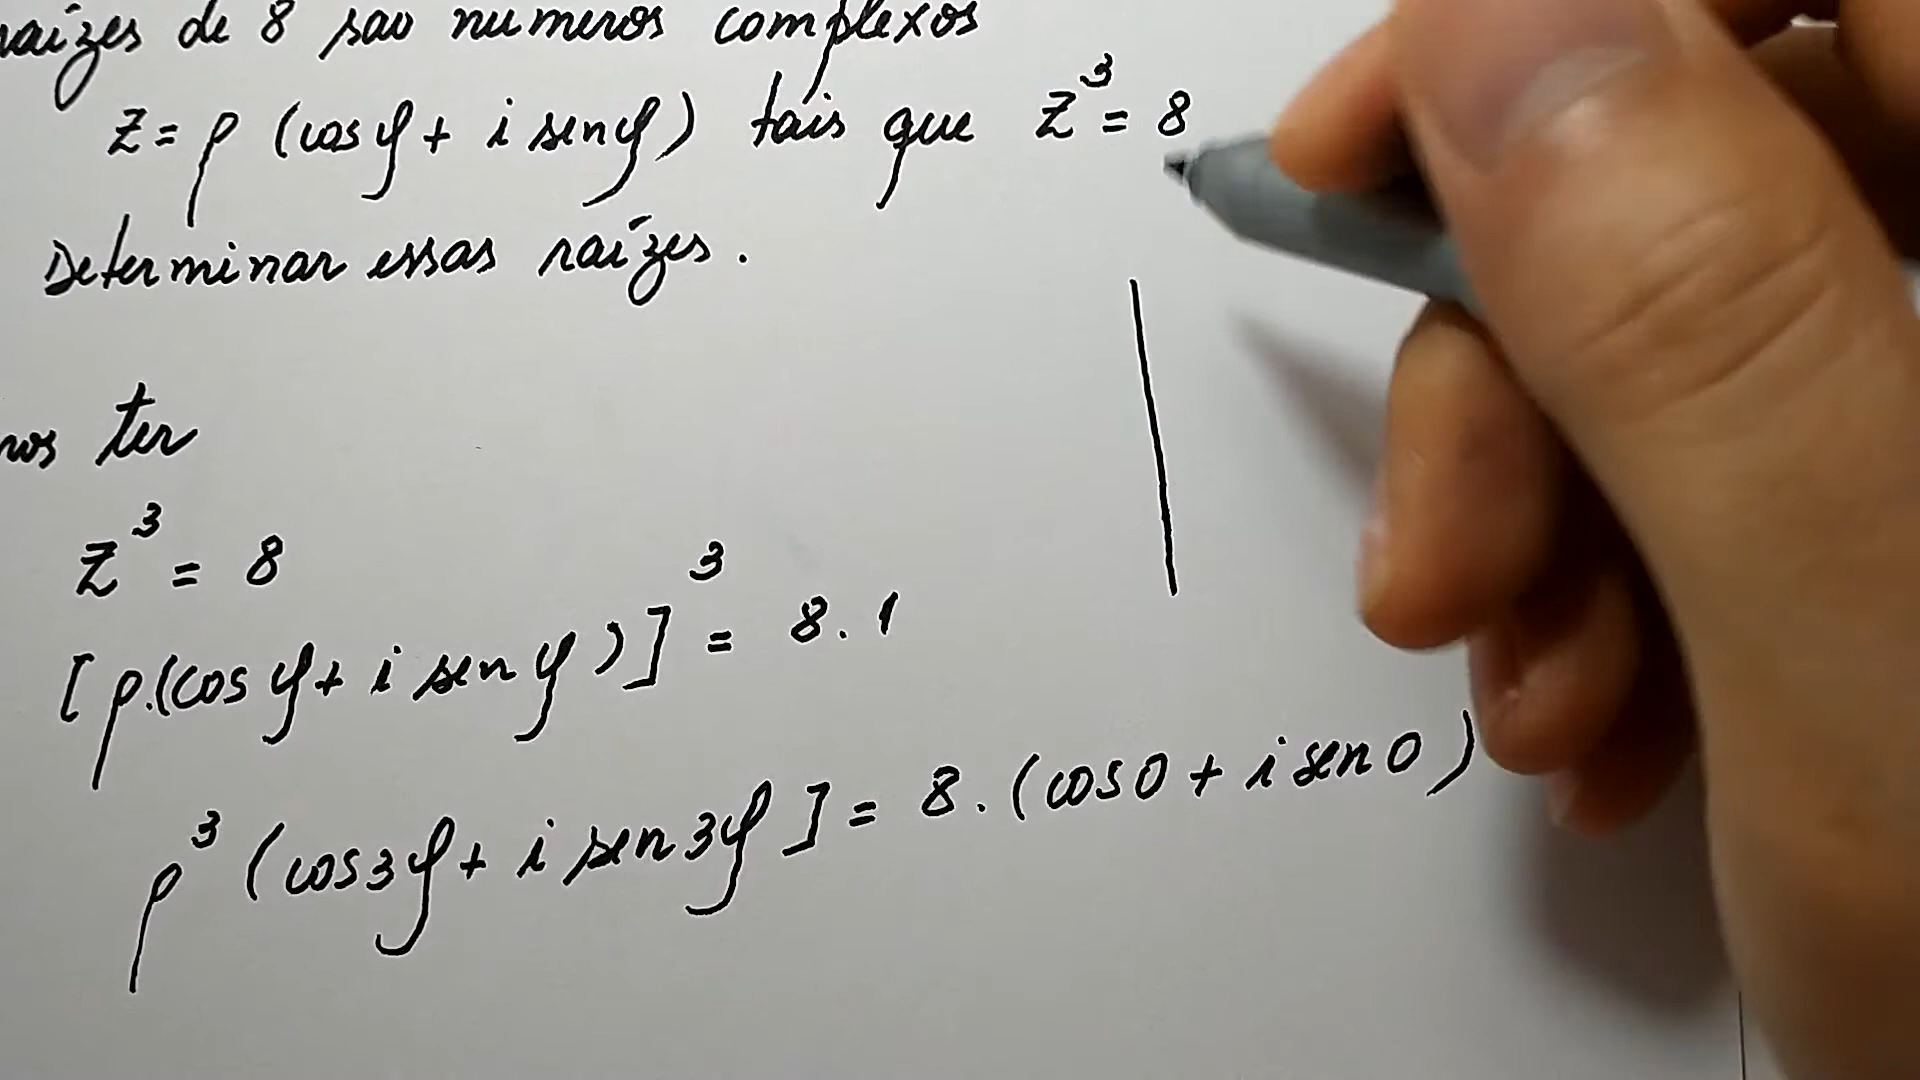 raízes de 8 são números complexos
z = ρ (cos φ + i sen φ) tais que z³ = 8
Determinar essas raízes.
ter
z³ = 8
[ρ.(cos φ + i sen φ)]³ = 8 . 1
ρ³ (cos 3φ + i sen 3φ] = 8 . (cos 0 + i sen 0)